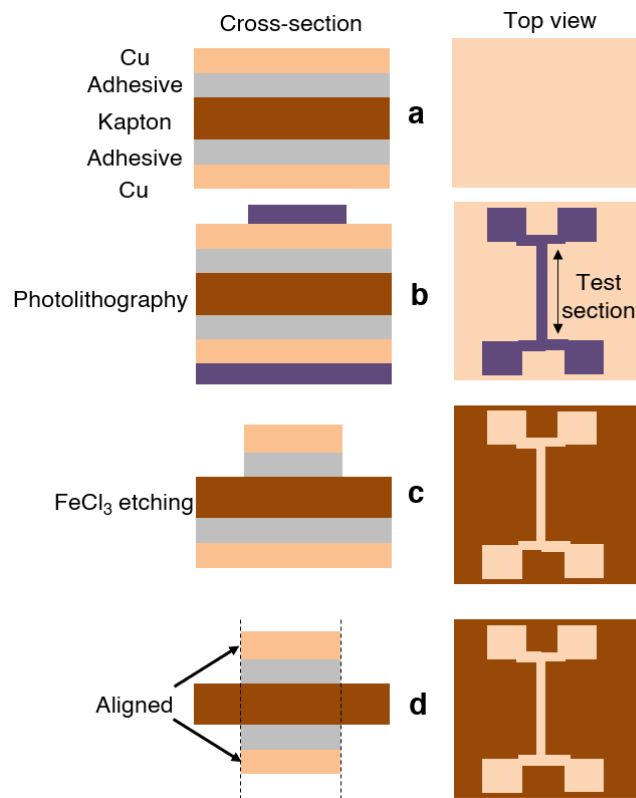 Cross-section
Top view
Cu
Adhesive
Kapton
Adhesive
Cu
a
Photolithography
b
Test
section
FeCl₃ etching
c
Aligned
d